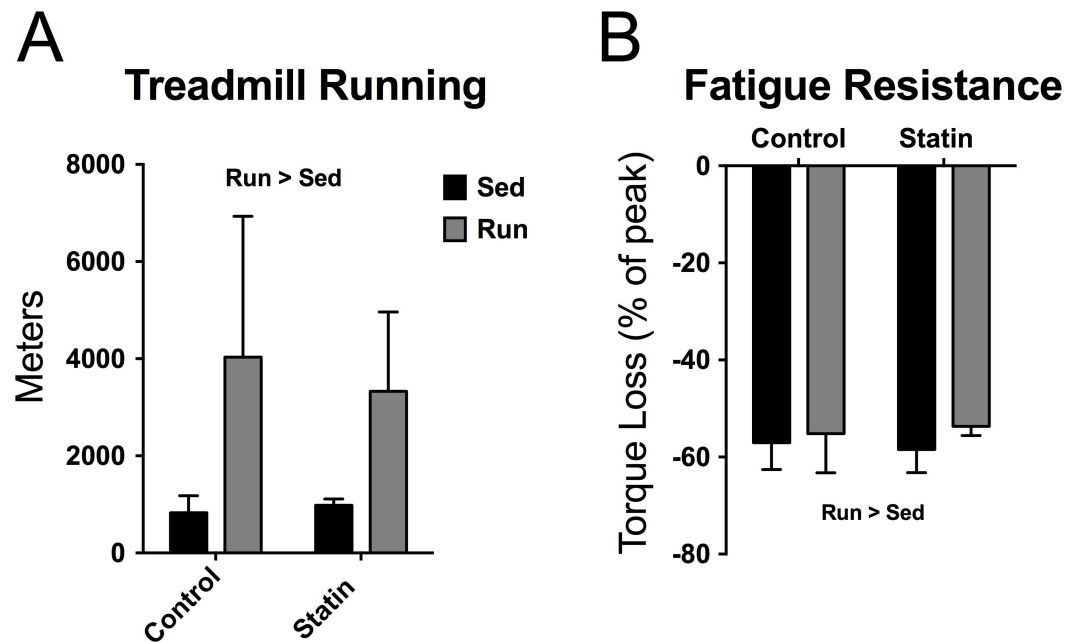 A
Treadmill Running
Meters
8000
6000
4000
2000
0
Run > Sed
Sed
Run
Control
Statin
B
Fatigue Resistance
Control
Statin
Torque Loss (% of peak)
0
-20
-40
-60
-80
Run > Sed